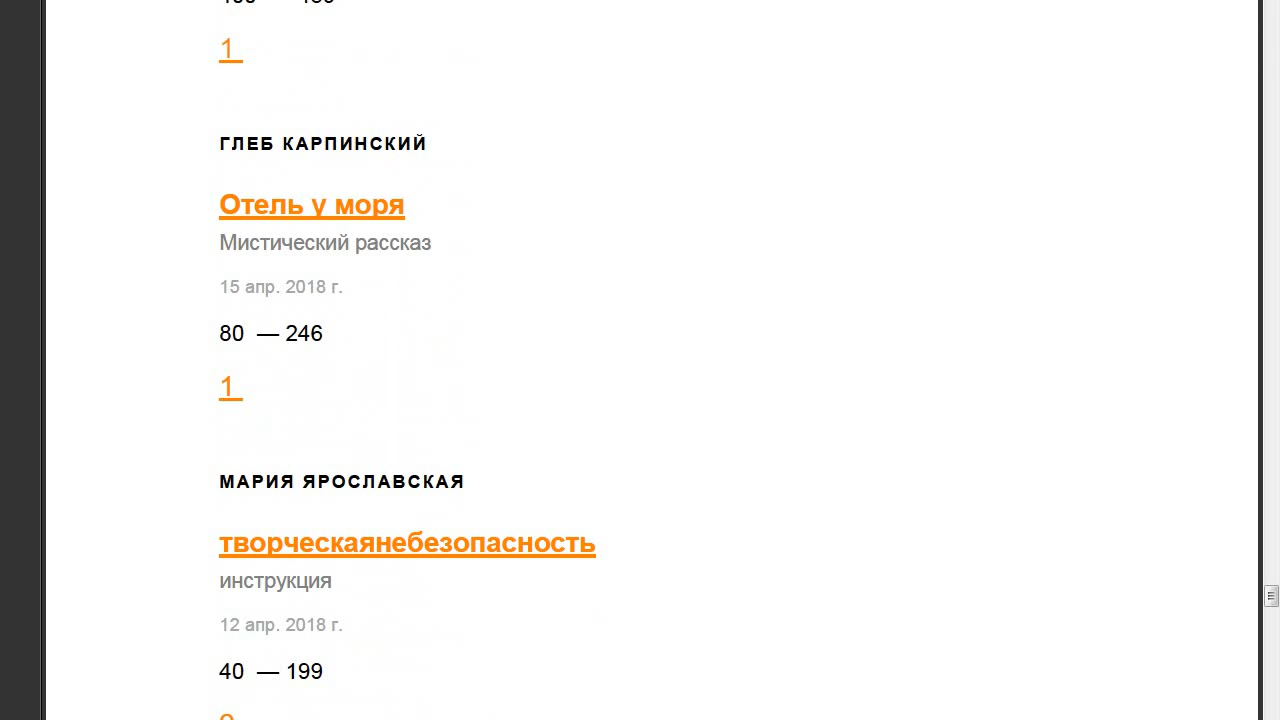 1
ГЛЕБ КАРПИНСКИЙ
Отель у моря
Мистический рассказ
15 апр. 2018 г.
80 — 246
1
МАРИЯ ЯРОСЛАВСКАЯ
творческаянебезопасность
инструкция
12 апр. 2018 г.
40 — 199